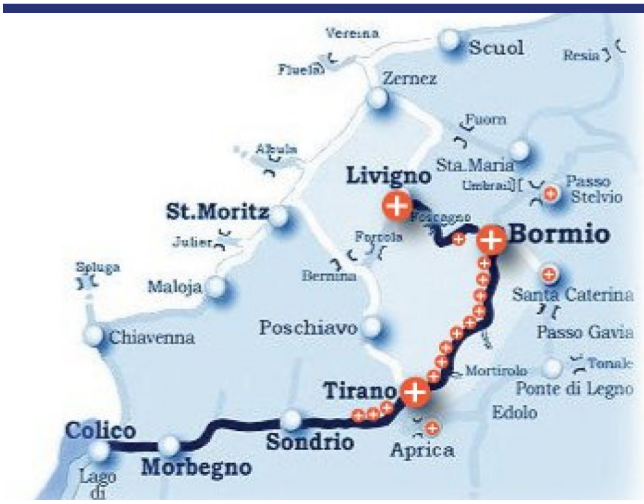 Vereina
Scuol
Resia
Fluela
Zernez
Fuorn
Albula
Sta.Maria
Livigno
Umbrail
Passo
Stelvio
St.Moritz
Foscagno
Bormio
Julier
Forcola
Spluga
Bernina
Maloja
Santa Caterina
Poschiavo
Passo Gavia
Chiavenna
Mortirolo
Tonale
Tirano
Ponte di Legno
Edolo
Colico
Sondrio
Aprica
Morbegno
Lago
di